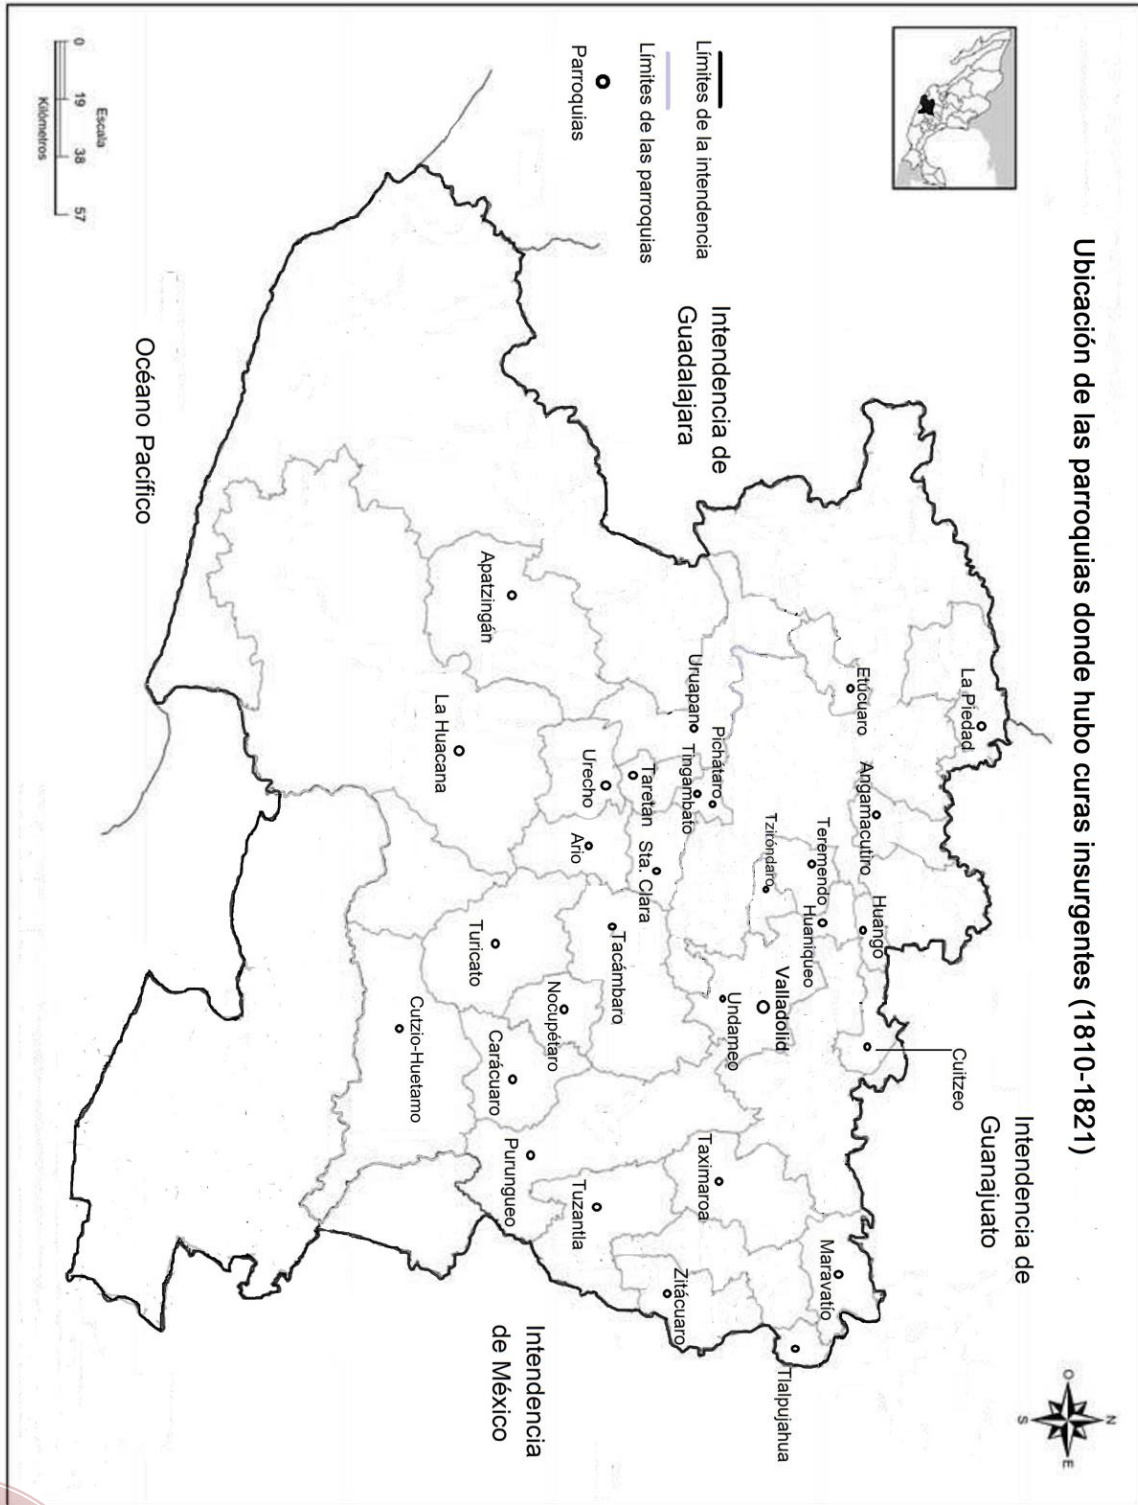 Ubicación de las parroquias donde hubo curas insurgentes (1810-1821)
N
O
E
S
Límites de la intendencia
Límites de las parroquias
Parroquias
Escala
0 19 38 57
Kilómetros
Intendencia de
Guadalajara
Intendencia de
Guanajuato
Intendencia
de México
Océano Pacífico
La Piedad
Etúcuaro
Angamacutiro
Huango
Cuitzeo
Teremendo
Huaniqueo
Tziróndaro
Valladolid
Undameo
Maravatío
Tlalpujahua
Taximaroa
Zitácuaro
Tuzantla
Purungueo
Uruapan
Pichátaro
Tingambato
Taretan
Sta. Clara
Urecho
Ario
Tacámbaro
Nocupétaro
Carácuaro
Turicato
Cutzio-Huetamo
Apatzingán
La Huacana